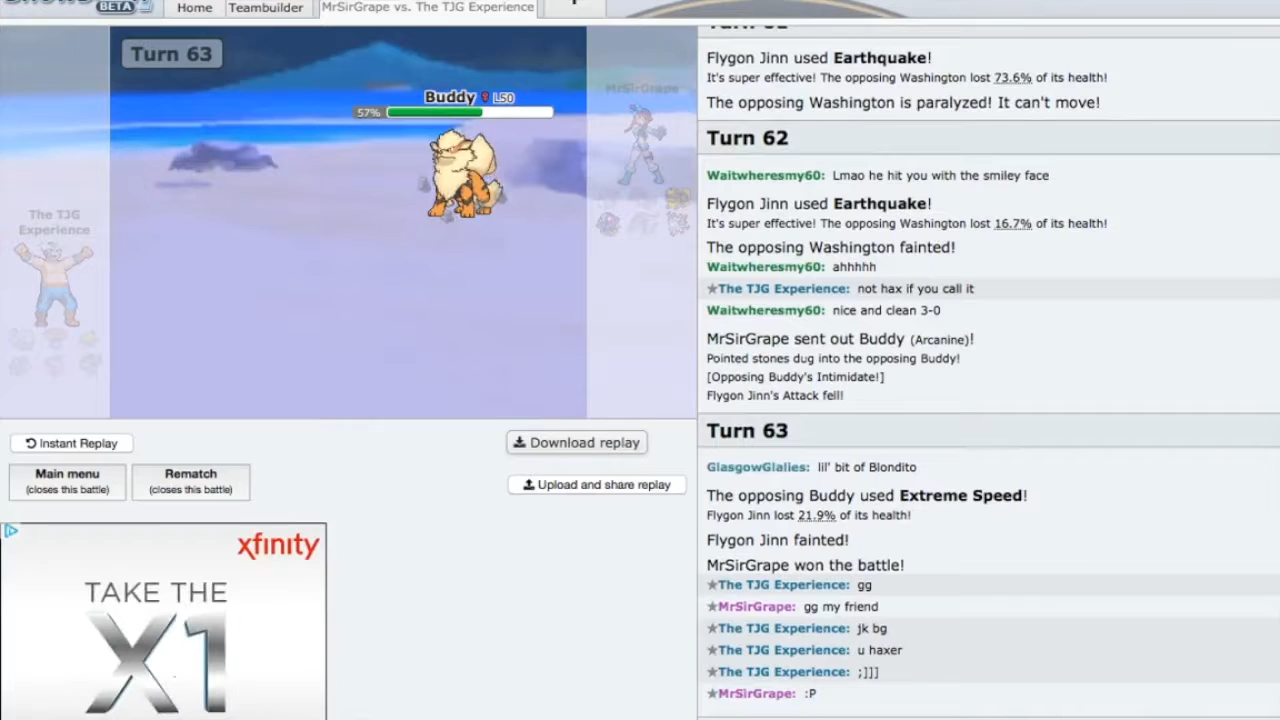 BETA
Home
Teambuilder
MrSirGrape vs. The TJG Experience
Turn 63
Buddy L50
57%
MrSirGrape
The TJG
Experience
Instant Replay
Download replay
Main menu
(closes this battle)
Rematch
(closes this battle)
Upload and share replay
xfinity
TAKE THE
X1
Flygon Jinn used Earthquake!
It's super effective! The opposing Washington lost 73.6% of its health!
The opposing Washington is paralyzed! It can't move!
Turn 62
Waitwheresmy60: Lmao he hit you with the smiley face
Flygon Jinn used Earthquake!
It's super effective! The opposing Washington lost 16.7% of its health!
The opposing Washington fainted!
Waitwheresmy60: ahhhhh
★The TJG Experience: not hax if you call it
Waitwheresmy60: nice and clean 3-0
MrSirGrape sent out Buddy (Arcanine)!
Pointed stones dug into the opposing Buddy!
[Opposing Buddy's Intimidate!]
Flygon Jinn's Attack fell!
Turn 63
GlasgowGlalies: lil' bit of Blondito
The opposing Buddy used Extreme Speed!
Flygon Jinn lost 21.9% of its health!
Flygon Jinn fainted!
MrSirGrape won the battle!
★The TJG Experience: gg
★MrSirGrape: gg my friend
★The TJG Experience: jk bg
★The TJG Experience: u haxer
★The TJG Experience: ;]]]
★MrSirGrape: :P